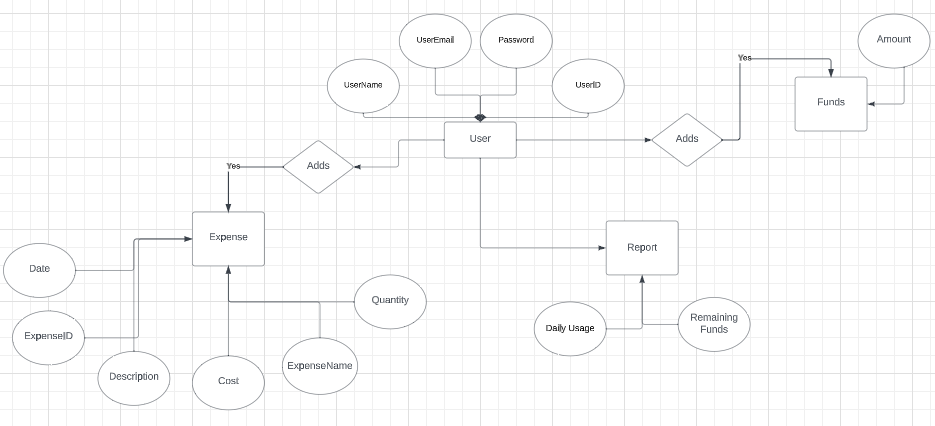 UserEmail
Password
Amount
UserName
UserID
Yes
Funds
User
Adds
Adds
Yes
Expense
Report
Date
Quantity
Daily Usage
Remaining
Funds
ExpenseID
ExpenseName
Description
Cost